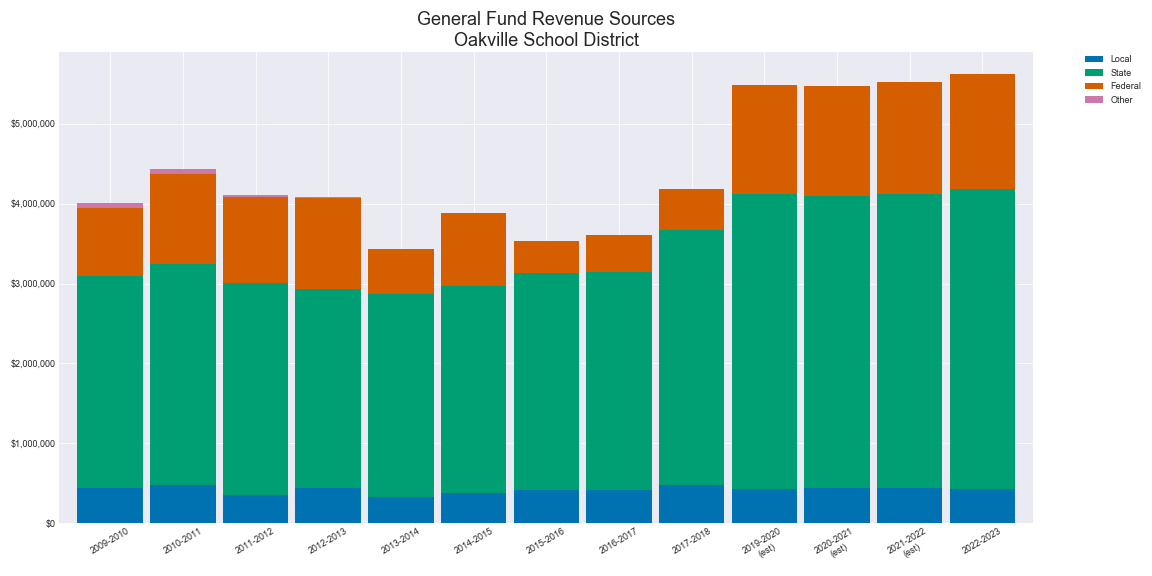 General Fund Revenue Sources
Oakville School District
Local
State
Federal
Other
$5,000,000
$4,000,000
$3,000,000
$2,000,000
$1,000,000
$0
2009-2010
2010-2011
2011-2012
2012-2013
2013-2014
2014-2015
2015-2016
2016-2017
2017-2018
2019-2020
(est)
2020-2021
(est)
2021-2022
(est)
2022-2023